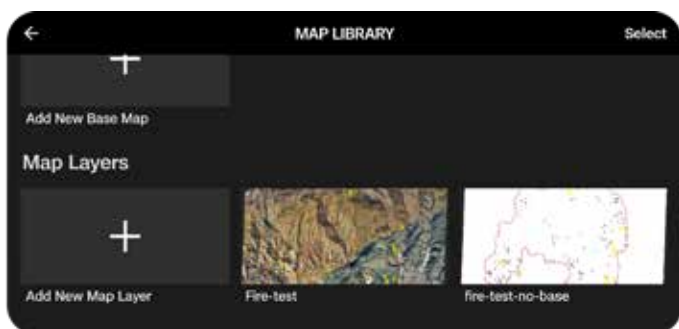 MAP LIBRARY
Select
Add New Base Map
Map Layers
Add New Map Layer
Fire-test
fire-test-no-base